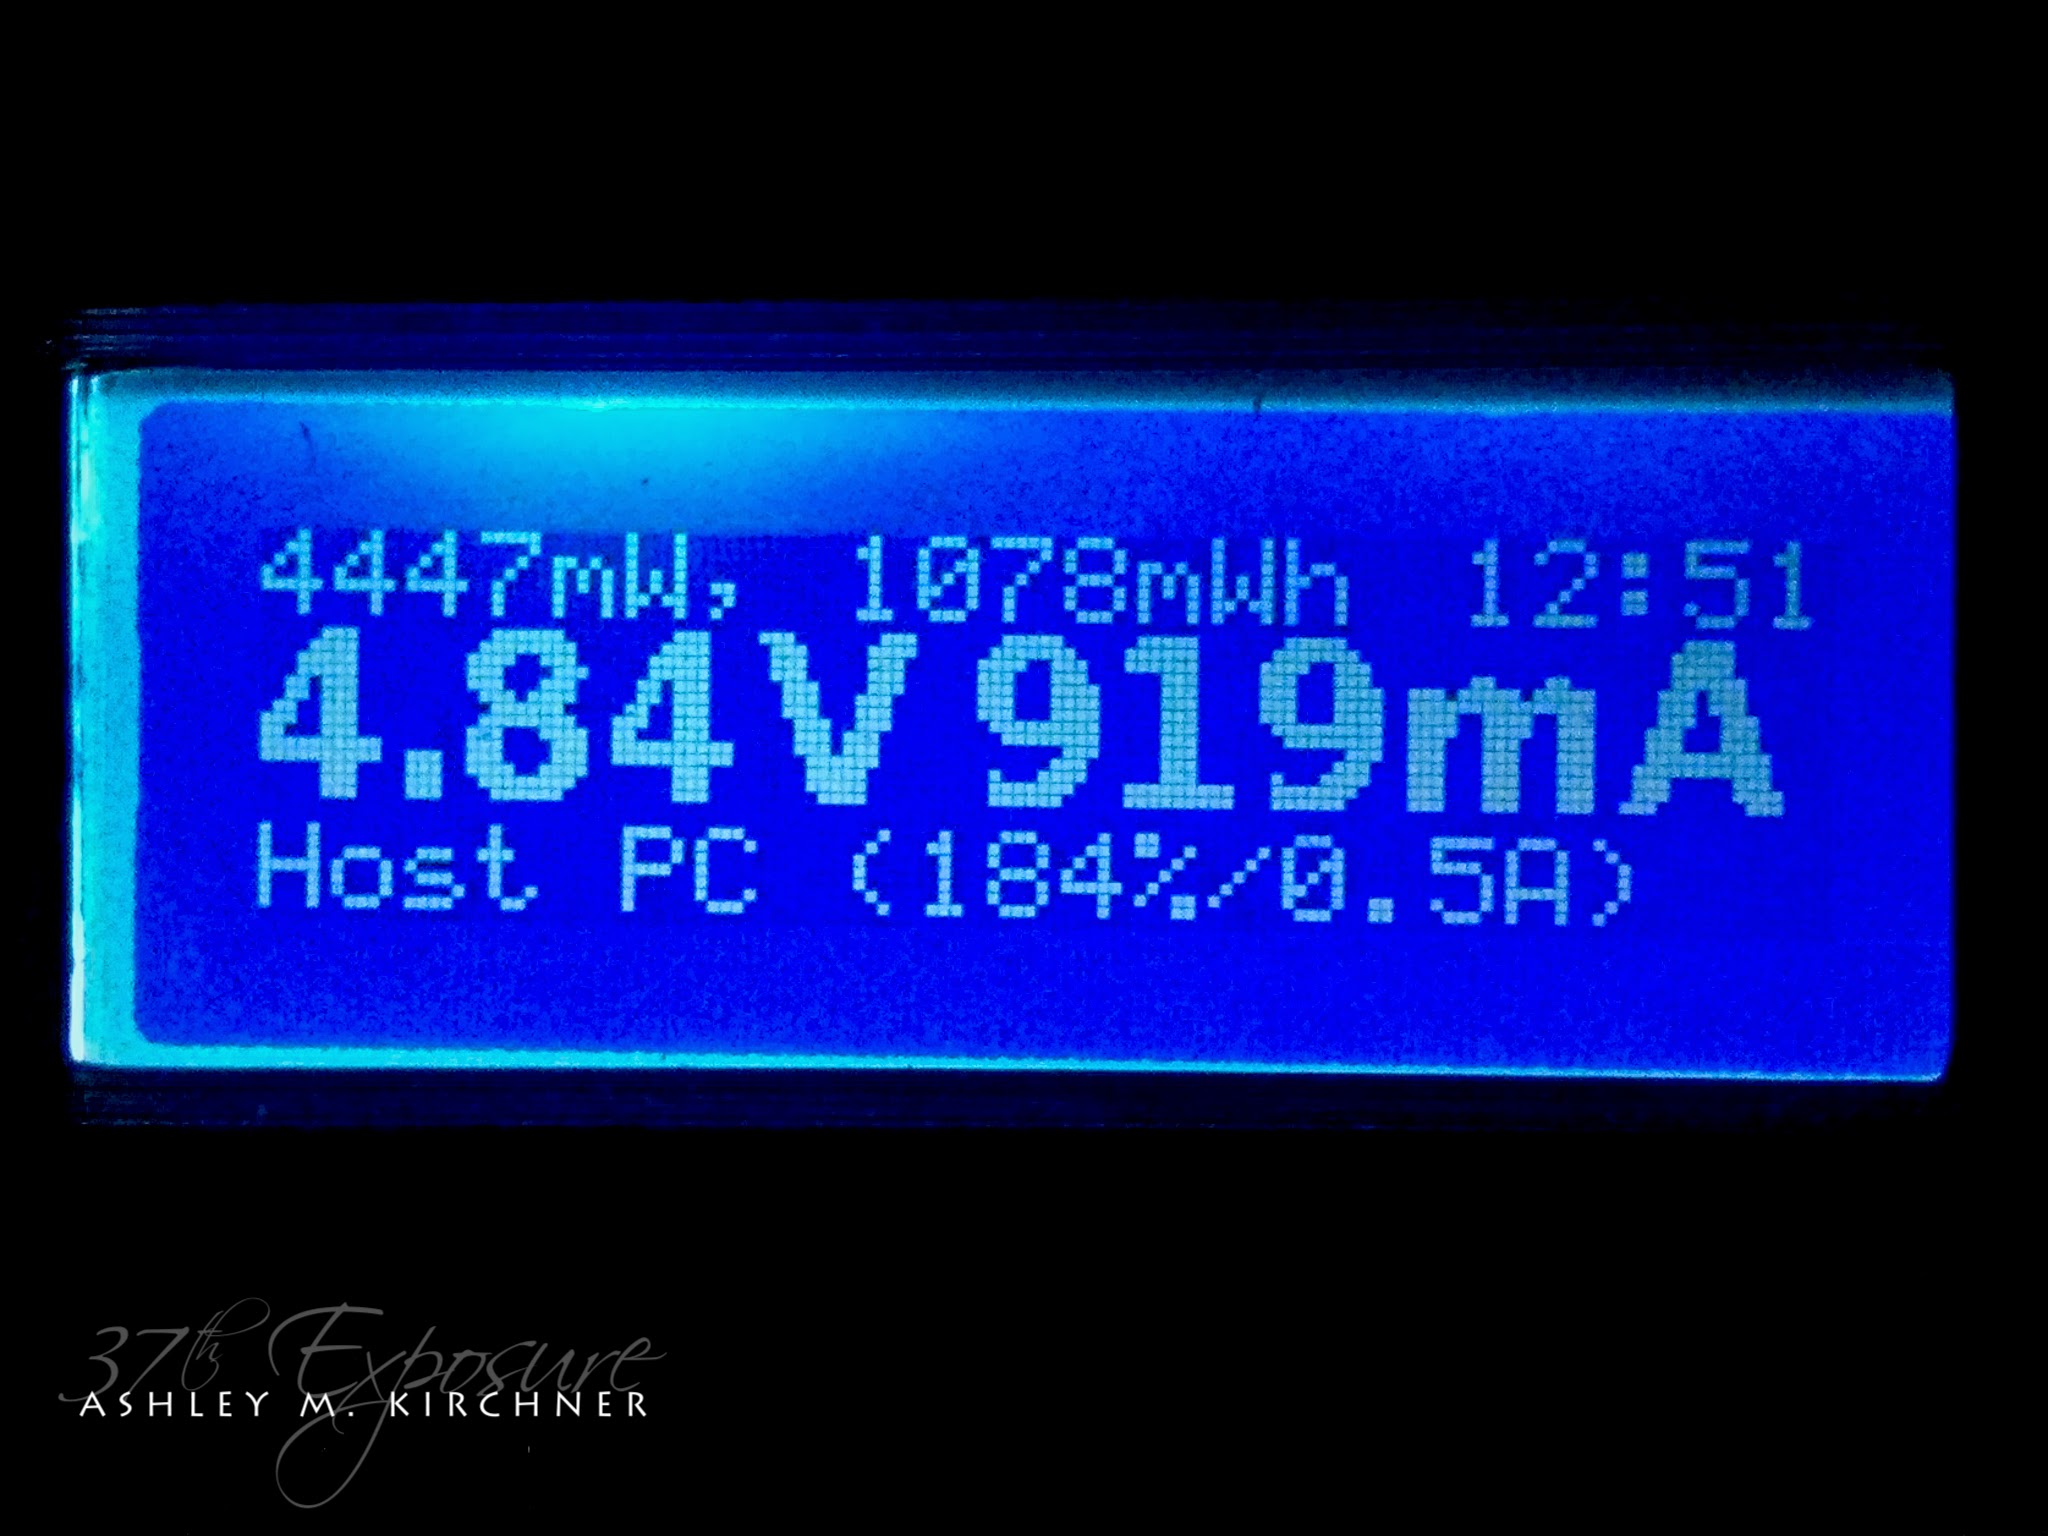 4447mW, 1078mWh 12:51
4.84V 919mA
Host PC (184%/0.5A)
37th Exposure
ASHLEY M. KIRCHNER